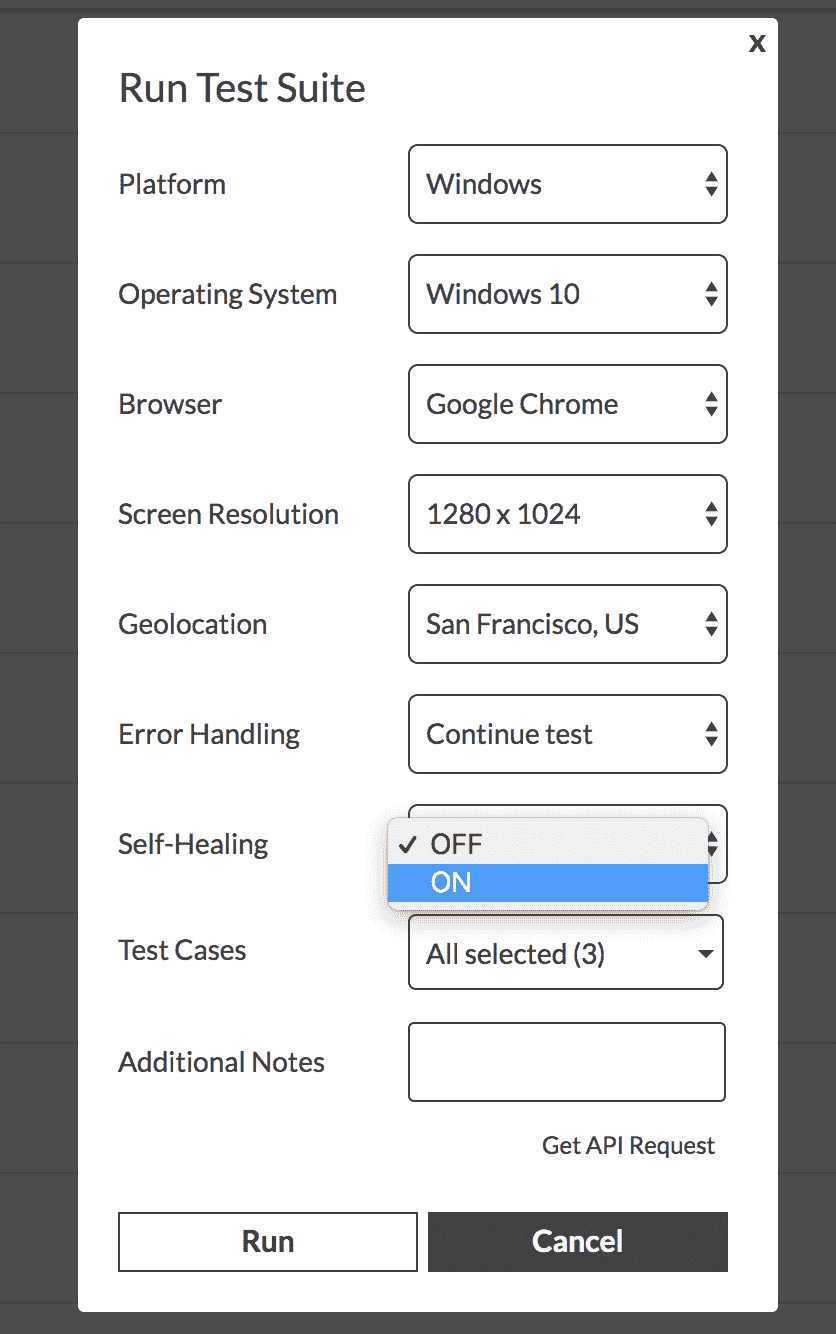 x
Run Test Suite
Platform Windows
Operating System Windows 10
Browser Google Chrome
Screen Resolution 1280 x 1024
Geolocation San Francisco, US
Error Handling Continue test
Self-Healing ✓ OFF
ON
Test Cases All selected (3)
Additional Notes
Get API Request
Run Cancel